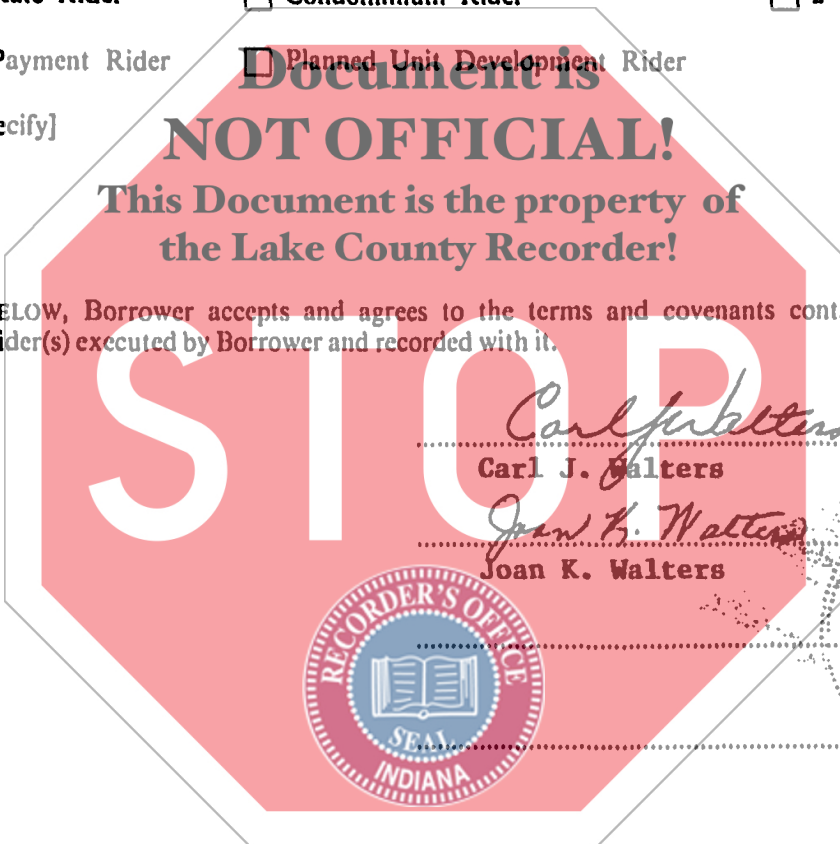 Condominium Rider
Payment Rider Planned Unit Development Rider
Document is
ecify]
NOT OFFICIAL!
This Document is the property of
the Lake County Recorder!
ELOW, Borrower accepts and agrees to the terms and covenants cont
ider(s) executed by Borrower and recorded with it.
STOP
Carl J. Walters
Carl J. Walters
Joan K. Walters
Joan K. Walters
RECORDER'S OFFICE
SEAL
INDIANA